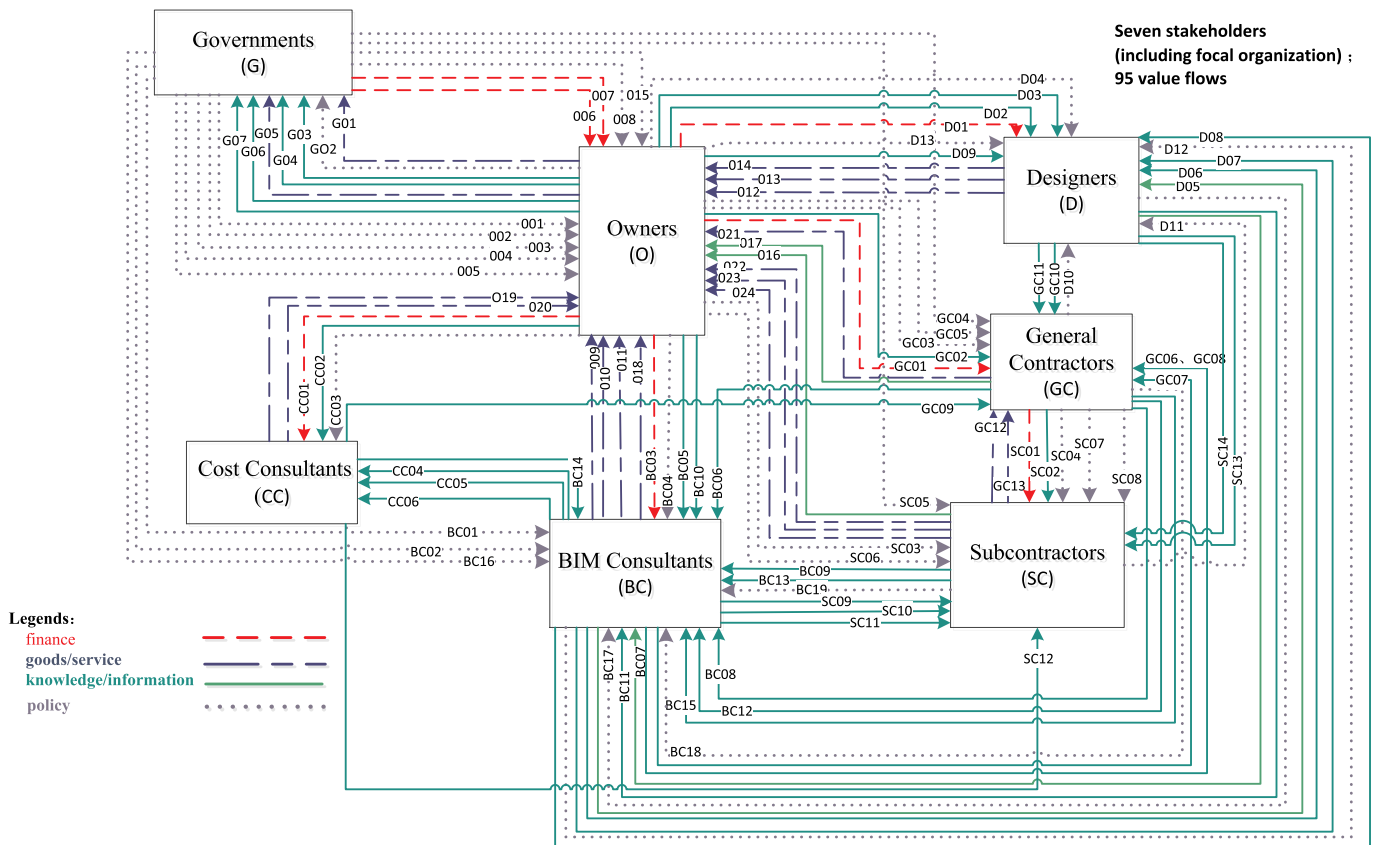 Governments
(G)
Seven stakeholders
(including focal organization)；
95 value flows
007
006
015
008
D04
D03
D02
D01
D13
D09
D08
D12
D07
D06
D05
D11
G07
G06
G05
G04
G03
GO2
G01
014
013
012
Designers
(D)
Owners
(O)
001
002
003
004
005
021
017
016
022
023
024
O19
020
GC11
GC10
D10
GC04
GC05
GC03
GC02
GC01
General
Contractors
(GC)
GC06、GC08
GC07
009
010
011
018
CC01
CC02
CC03
GC09
GC12
GC13
SC01
SC02
SC04
SC07
SC08
SC14
SC13
Cost Consultants
(CC)
CC04
CC05
CC06
BC14
BC03
BC04
BC05
BC10
BC06
SC05
BC01
BC02
BC16
BIM Consultants
(BC)
SC03
SC06
Subcontractors
(SC)
BC09
BC13
BC19
SC09
SC10
SC11
SC12
Legends：
finance
goods/service
knowledge/information
policy
BC17
BC11
BC07
BC08
BC15
BC12
BC18